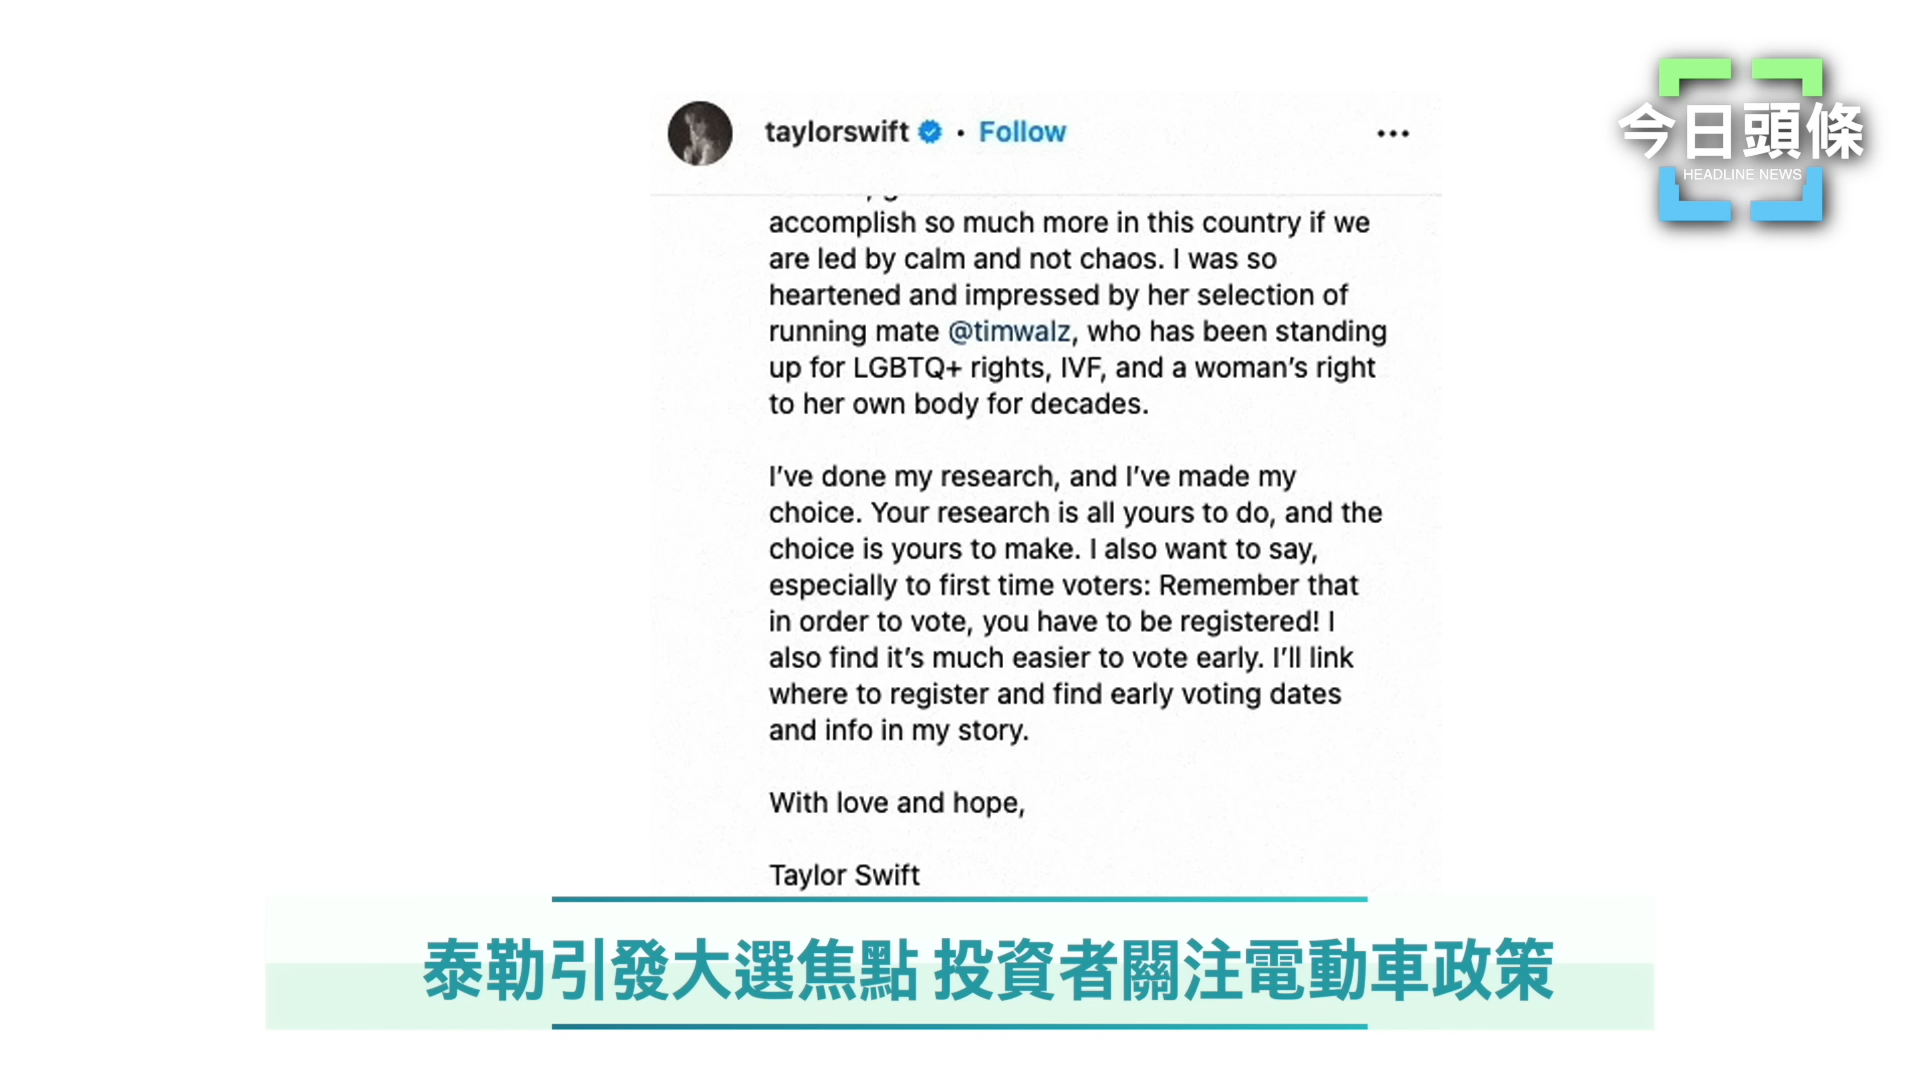 今日頭條
HEADLINE NEWS
taylorswift • Follow
accomplish so much more in this country if we
are led by calm and not chaos. I was so
heartened and impressed by her selection of
running mate @timwalz, who has been standing
up for LGBTQ+ rights, IVF, and a woman’s right
to her own body for decades.
I’ve done my research, and I’ve made my
choice. Your research is all yours to do, and the
choice is yours to make. I also want to say,
especially to first time voters: Remember that
in order to vote, you have to be registered! I
also find it’s much easier to vote early. I’ll link
where to register and find early voting dates
and info in my story.
With love and hope,
Taylor Swift
泰勒引發大選焦點 投資者關注電動車政策